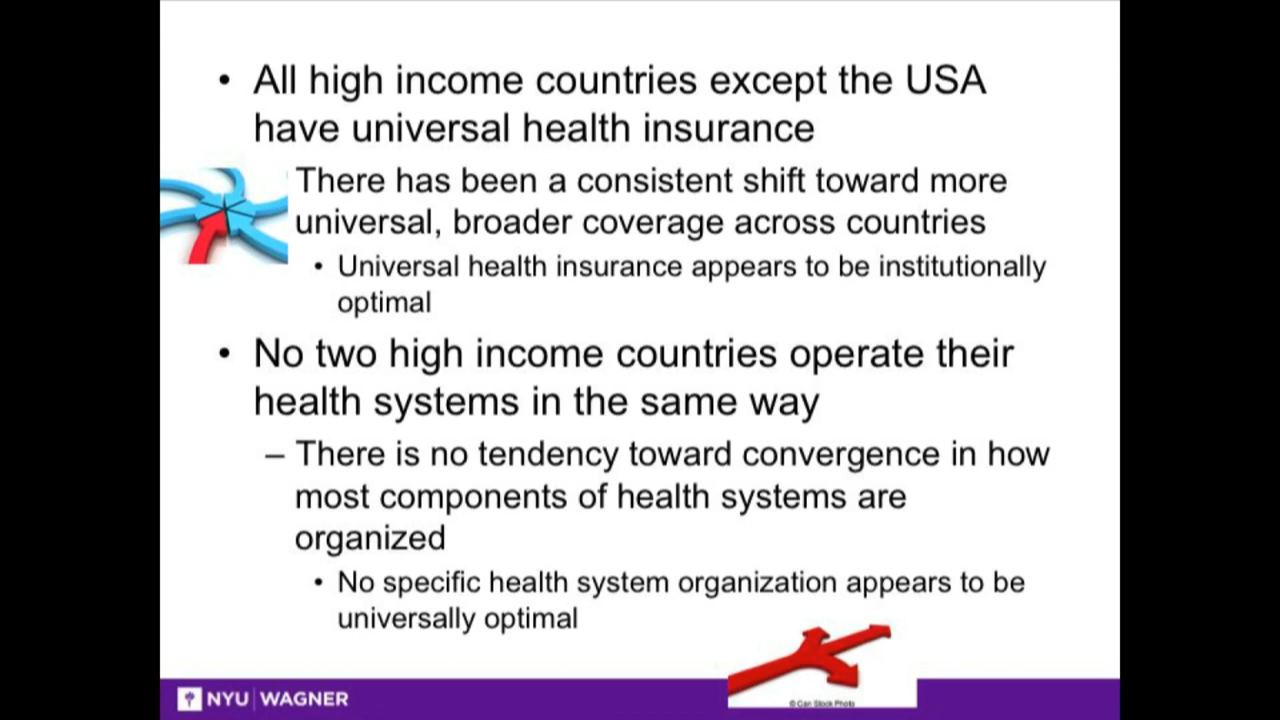 • All high income countries except the USA
have universal health insurance
There has been a consistent shift toward more
universal, broader coverage across countries
• Universal health insurance appears to be institutionally
optimal
• No two high income countries operate their
health systems in the same way
– There is no tendency toward convergence in how
most components of health systems are
organized
• No specific health system organization appears to be
universally optimal
© Can Stock Photo
NYU WAGNER